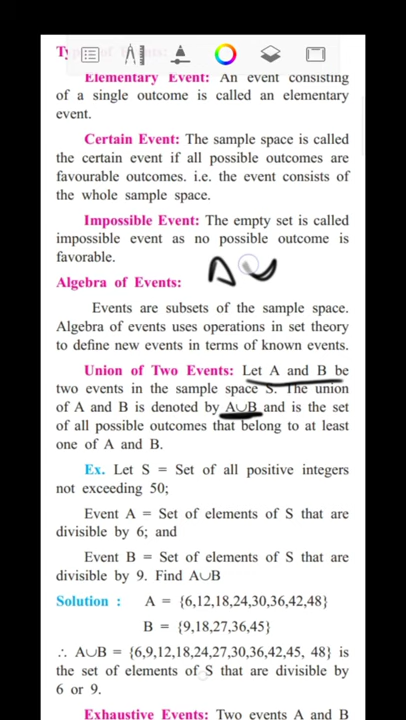 Elementary Event: An event consisting
of a single outcome is called an elementary
event.
Certain Event: The sample space is called
the certain event if all possible outcomes are
favourable outcomes. i.e. the event consists of
the whole sample space.
Impossible Event: The empty set is called
impossible event as no possible outcome is
favorable.
A∪
Algebra of Events:
Events are subsets of the sample space.
Algebra of events uses operations in set theory
to define new events in terms of known events.
Union of Two Events: Let A and B be
two events in the sample space S. The union
of A and B is denoted by A∪B and is the set
of all possible outcomes that belong to at least
one of A and B.
Ex. Let S = Set of all positive integers
not exceeding 50;
Event A = Set of elements of S that are
divisible by 6; and
Event B = Set of elements of S that are
divisible by 9. Find A∪B
Solution : A = {6,12,18,24,30,36,42,48}
B = {9,18,27,36,45}
∴ A∪B = {6,9,12,18,24,27,30,36,42,45, 48} is
the set of elements of S that are divisible by
6 or 9.
Exhaustive Events: Two events A and B